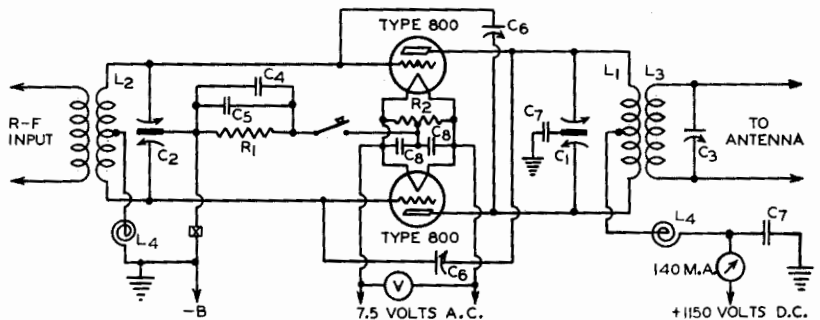 TYPE 800
C6
L2
C4
C5
R-F
INPUT
C2
R1
R2
C8
C8
C7
C1
L1
L3
C3
TO
ANTENNA
L4
TYPE 800
C6
L4
C7
V
140 M.A.
-B
7.5 VOLTS A.C.
+1150 VOLTS D.C.